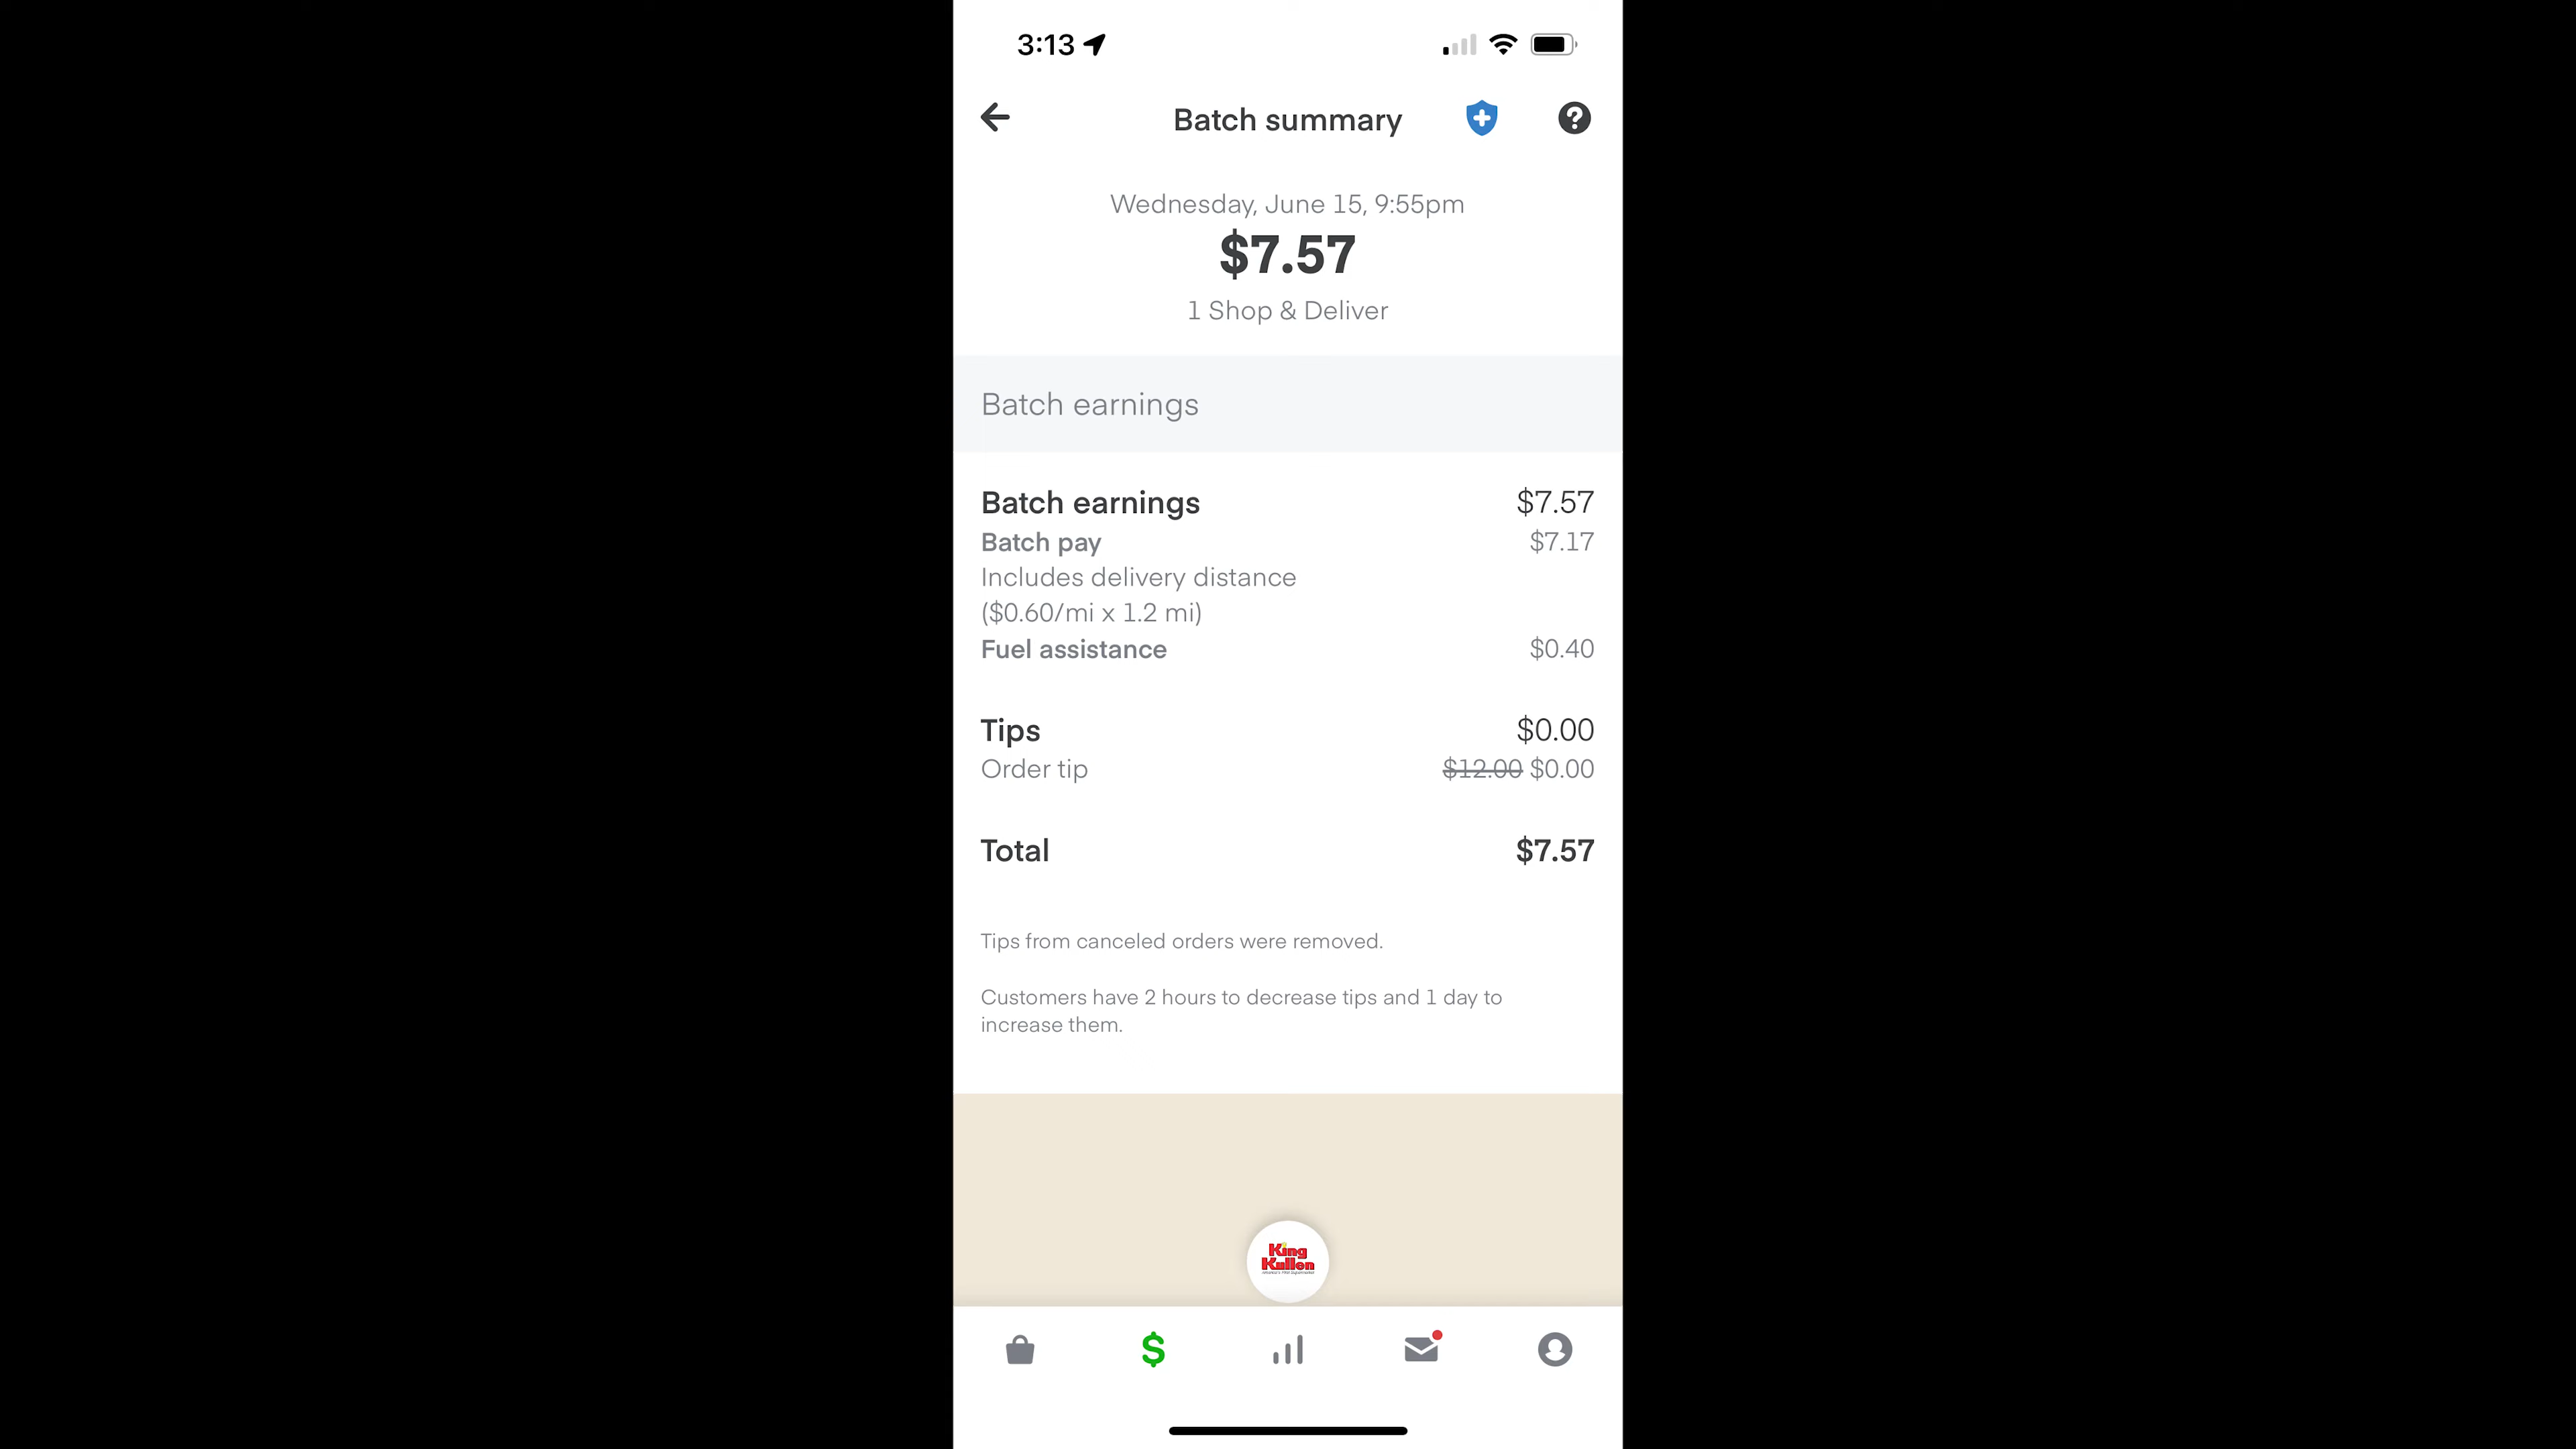 3:13
Batch summary
Wednesday, June 15, 9:55pm
$7.57
1 Shop & Deliver
Batch earnings
Batch earnings $7.57
Batch pay $7.17
Includes delivery distance
($0.60/mi x 1.2 mi)
Fuel assistance $0.40
Tips $0.00
Order tip $12.00 $0.00
Total $7.57
Tips from canceled orders were removed.
Customers have 2 hours to decrease tips and 1 day to
increase them.
King
Kullen